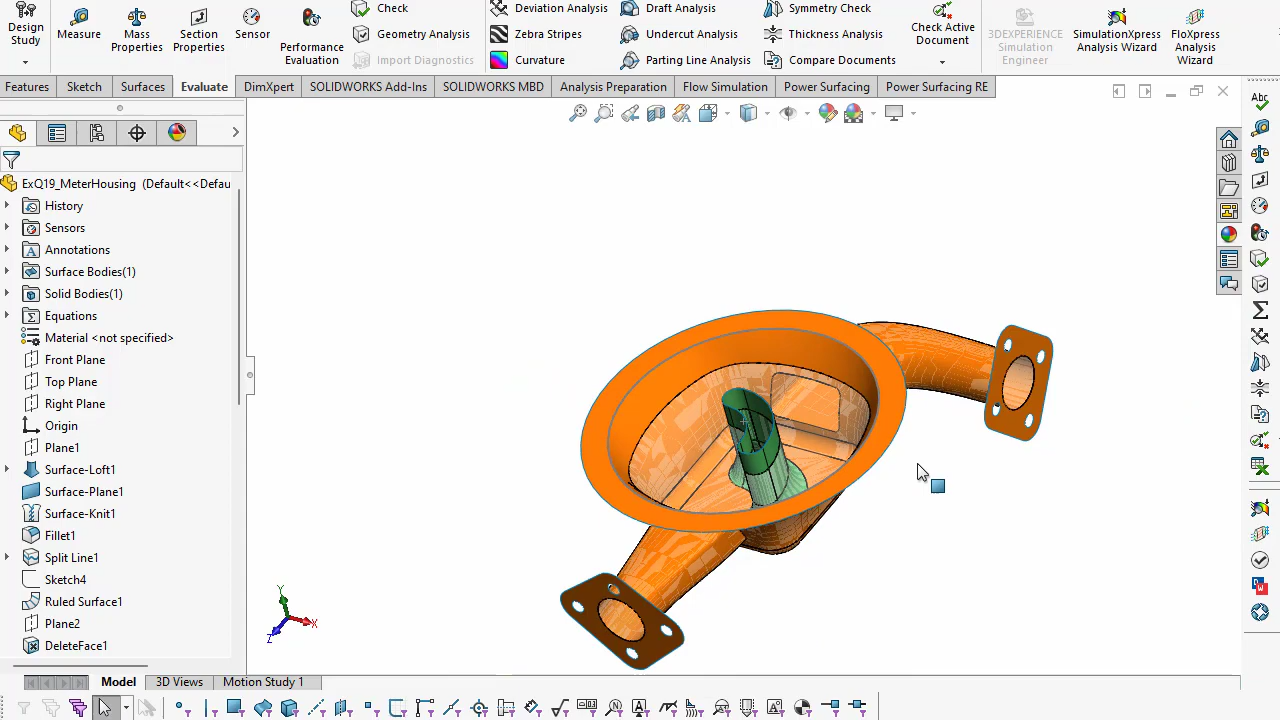 Design Study
Measure
Mass Properties
Section Properties
Sensor
Performance Evaluation
Check
Geometry Analysis
Import Diagnostics
Deviation Analysis
Zebra Stripes
Curvature
Draft Analysis
Undercut Analysis
Parting Line Analysis
Symmetry Check
Thickness Analysis
Compare Documents
Check Active Document
3DEXPERIENCE Simulation Engineer
SimulationXpress Analysis Wizard
FloXpress Analysis Wizard
Features
Sketch
Surfaces
Evaluate
DimXpert
SOLIDWORKS Add-Ins
SOLIDWORKS MBD
Analysis Preparation
Flow Simulation
Power Surfacing
Power Surfacing RE
ExQ19_MeterHousing (Default<<Defau
History
Sensors
Annotations
Surface Bodies(1)
Solid Bodies(1)
Equations
Material <not specified>
Front Plane
Top Plane
Right Plane
Origin
Plane1
Surface-Loft1
Surface-Plane1
Surface-Knit1
Fillet1
Split Line1
Sketch4
Ruled Surface1
Plane2
DeleteFace1
Y
X
Z
Abc
Model
3D Views
Motion Study 1